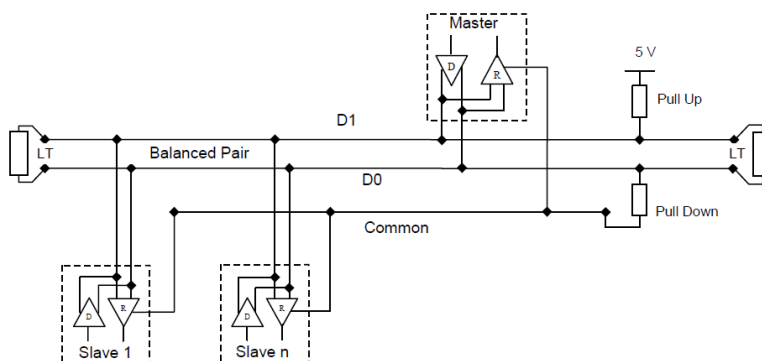 Master
D
R
5 V
Pull Up
D1
LT
Balanced Pair
LT
D0
Pull Down
Common
D
R
D
R
Slave 1
Slave n